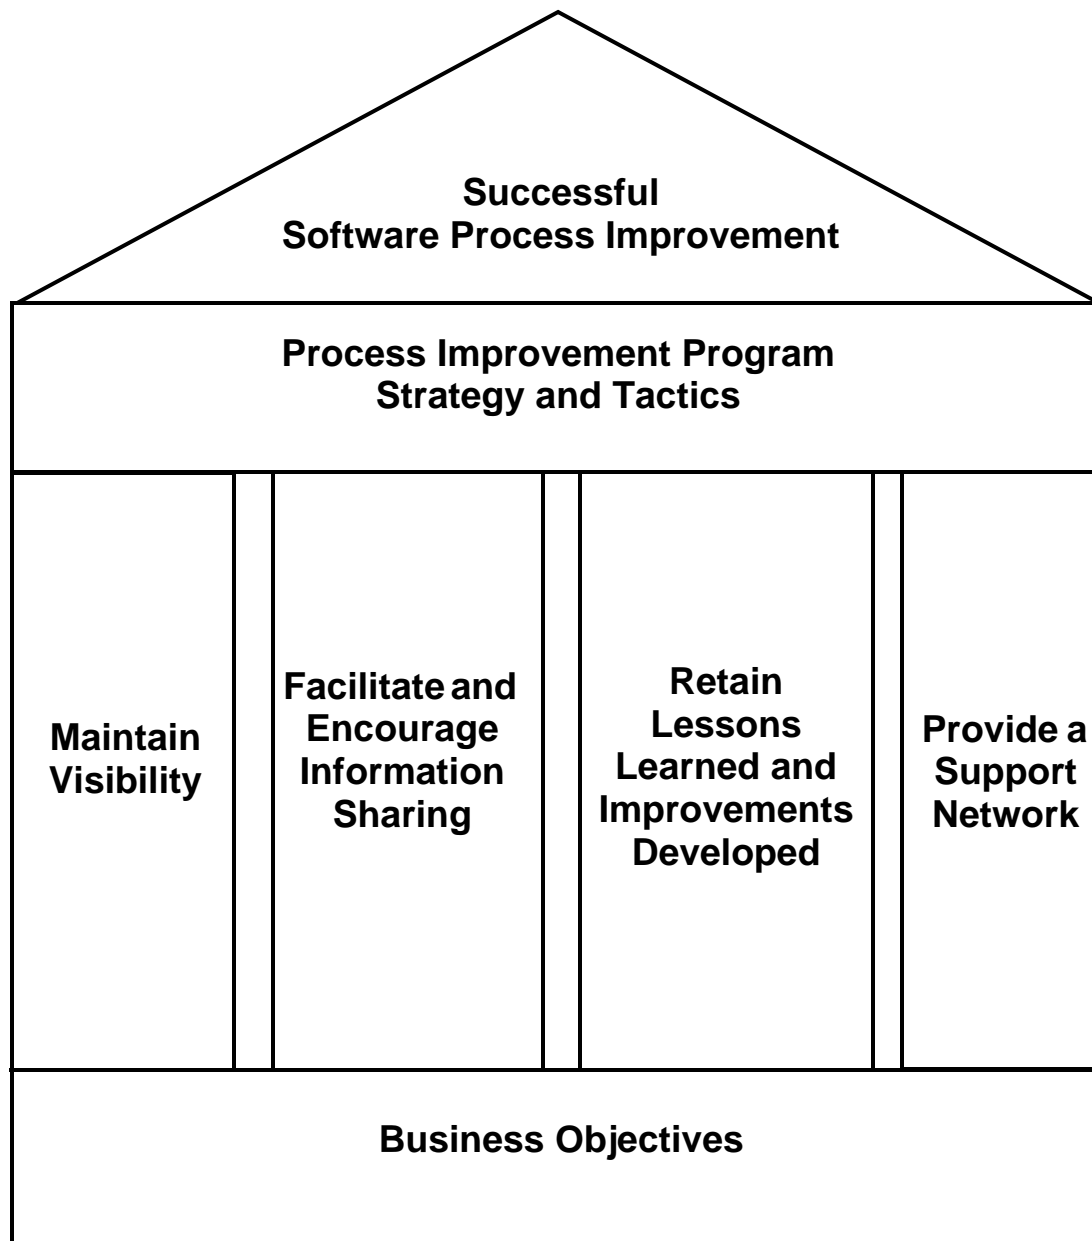 Successful
Software Process Improvement
Process Improvement Program
Strategy and Tactics
Maintain
Visibility
Facilitate and
Encourage
Information
Sharing
Retain
Lessons
Learned and
Improvements
Developed
Provide a
Support
Network
Business Objectives